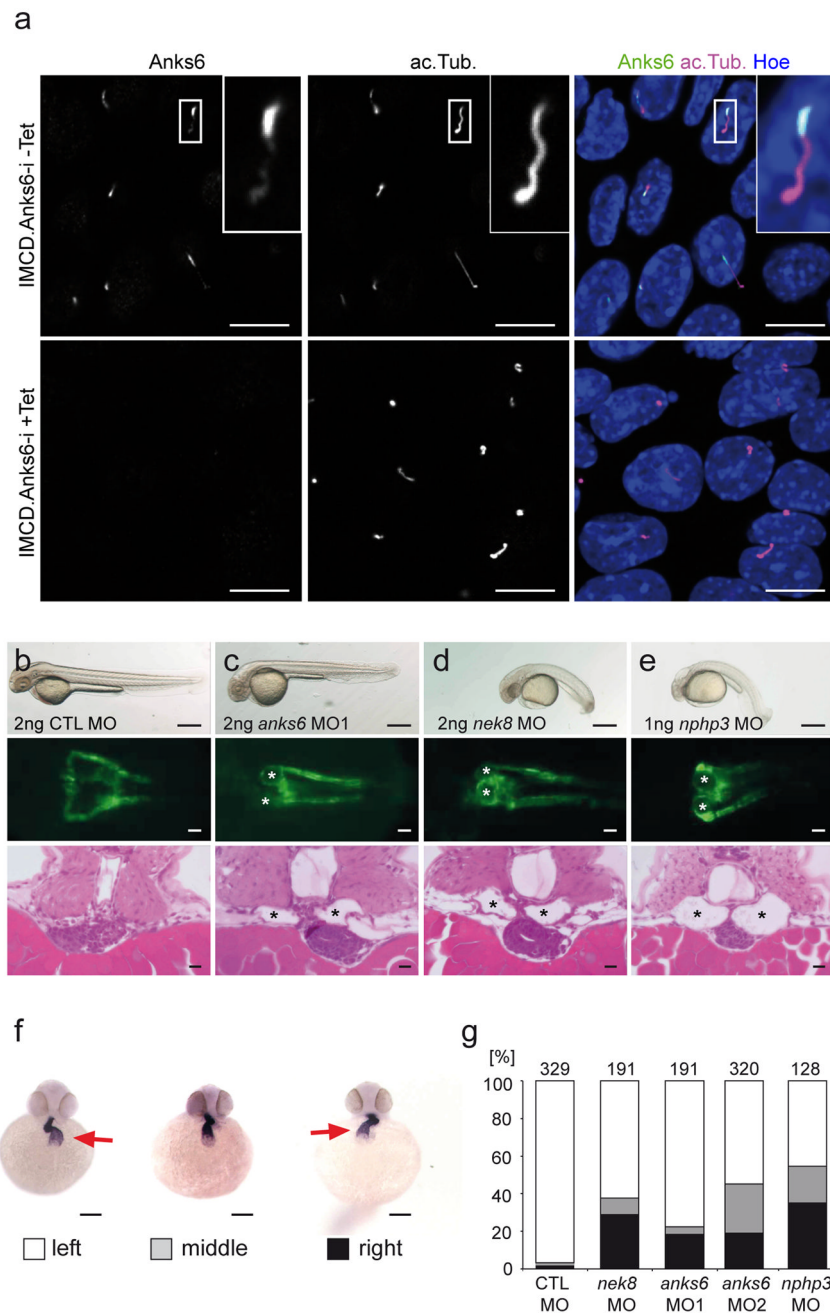 a
Anks6
ac.Tub.
Anks6 ac.Tub. Hoe
IMCD.Anks6-i -Tet
IMCD.Anks6-i +Tet
b
2ng CTL MO
c
2ng anks6 MO1
d
2ng nek8 MO
e
1ng nphp3 MO
* * * * * *
* * * * * *
f
left
middle
right
g
[%]
329 191 191 320 128
100
80
60
40
20
0
CTL MO
nek8 MO
anks6 MO1
anks6 MO2
nphp3 MO